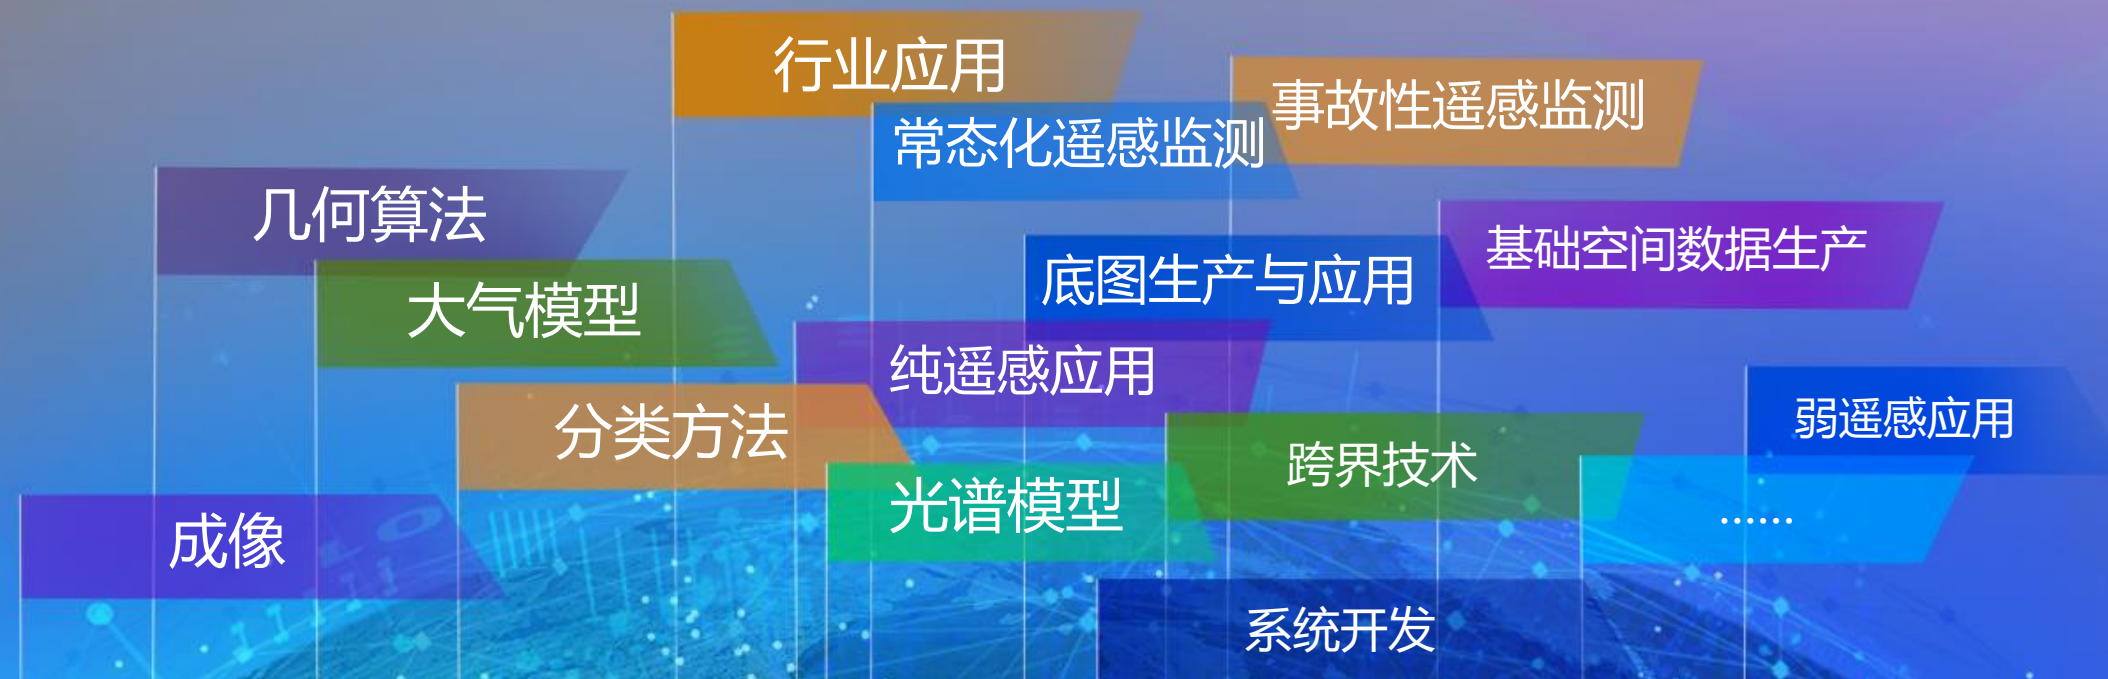 行业应用
事故性遥感监测
常态化遥感监测
几何算法
基础空间数据生产
底图生产与应用
大气模型
纯遥感应用
弱遥感应用
分类方法
跨界技术
光谱模型
......
成像
系统开发